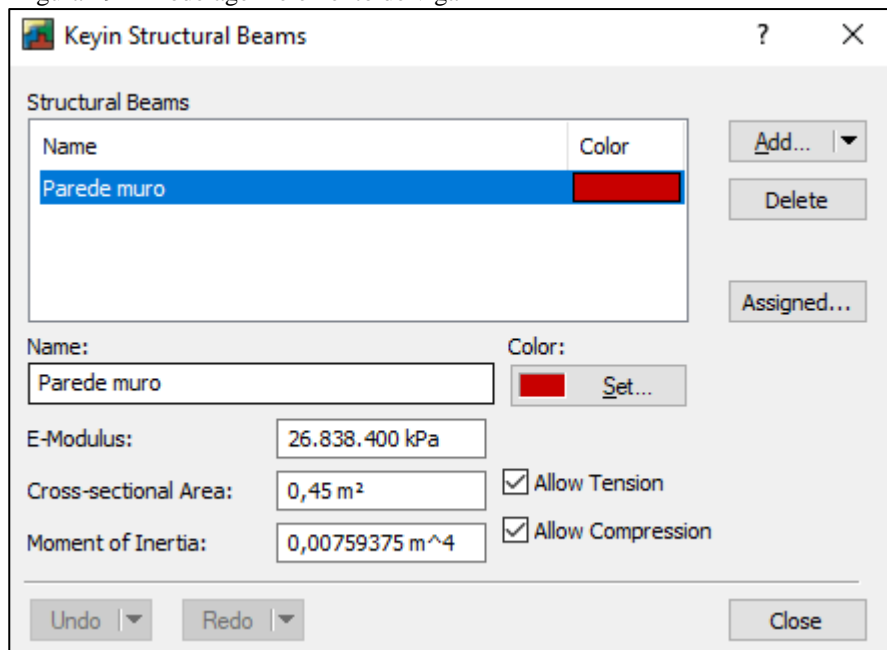 Keyin Structural Beams ? ×
Structural Beams
Name Color
Parede muro
Add...
Delete
Assigned...
Name: Color:
Parede muro Set...
E-Modulus: 26.838.400 kPa
Cross-sectional Area: 0,45 m² Allow Tension
Moment of Inertia: 0,00759375 m^4 Allow Compression
Undo Redo Close